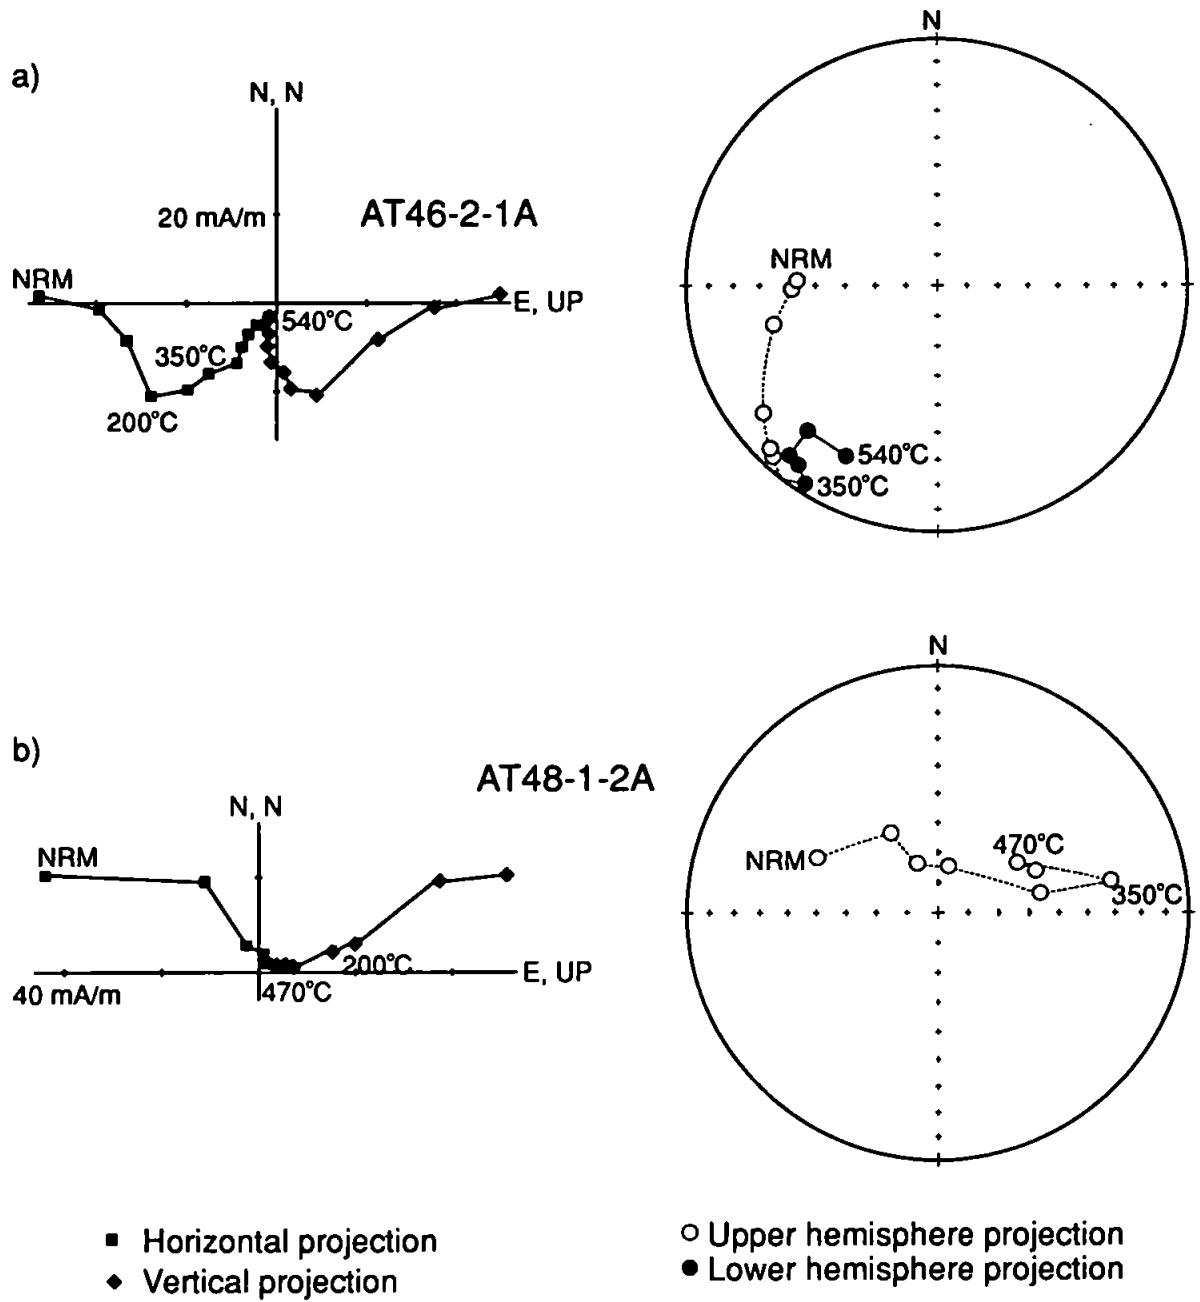 a)
N, N
20 mA/m
AT46-2-1A
NRM
E, UP
540°C
350°C
200°C
N
NRM
540°C
350°C
b)
AT48-1-2A
N, N
NRM
200°C
E, UP
40 mA/m
470°C
N
470°C
NRM
350°C
Horizontal projection
Vertical projection
Upper hemisphere projection
Lower hemisphere projection